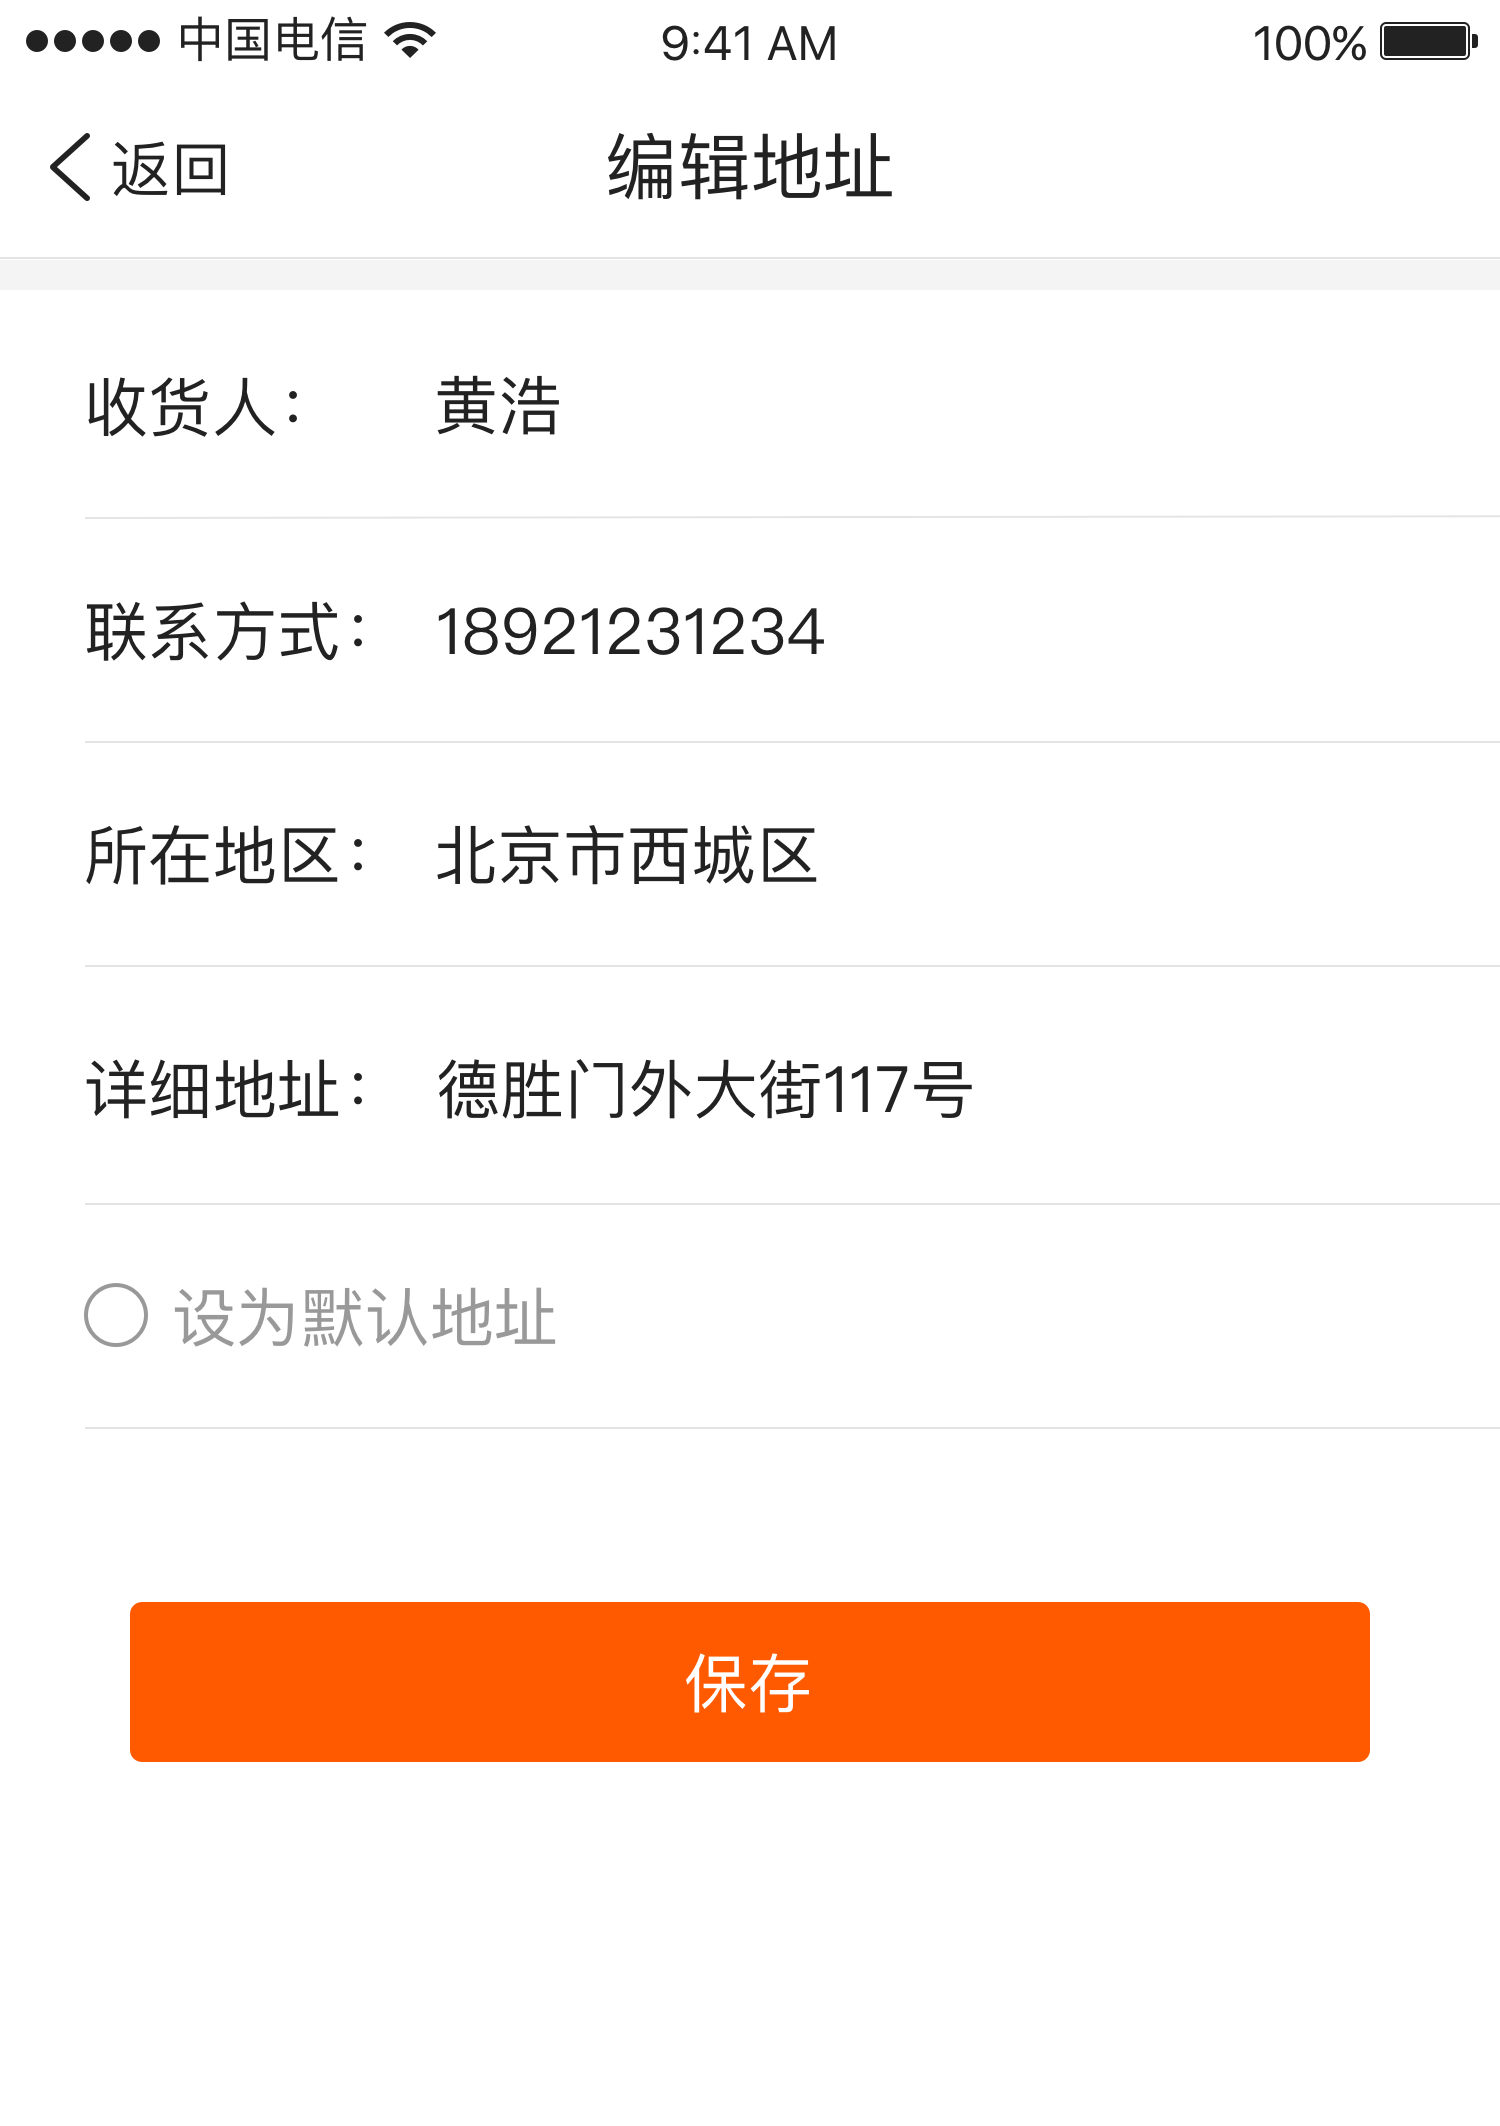 中国电信 9:41 AM 100%
返回 编辑地址
收货人： 黄浩
联系方式： 18921231234
所在地区： 北京市西城区
详细地址： 德胜门外大街117号
设为默认地址
保存